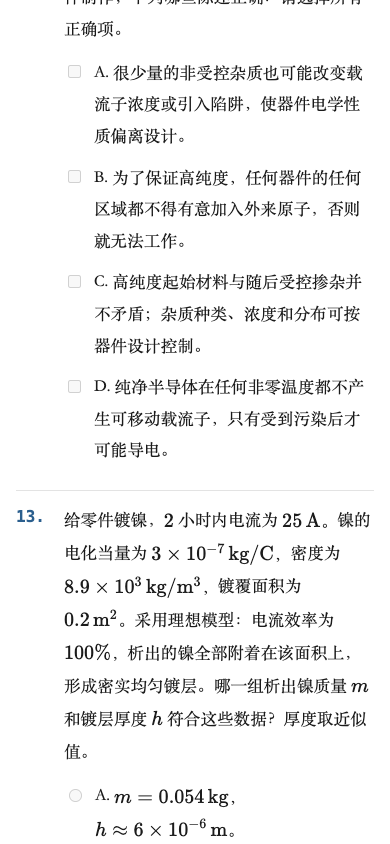 正确项。
A. 很少量的非受控杂质也可能改变载
流子浓度或引入陷阱，使器件电学性
质偏离设计。
B. 为了保证高纯度，任何器件的任何
区域都不得有意加入外来原子，否则
就无法工作。
C. 高纯度起始材料与随后受控掺杂并
不矛盾；杂质种类、浓度和分布可按
器件设计控制。
D. 纯净半导体在任何非零温度都不产
生可移动载流子，只有受到污染后才
可能导电。
13. 给零件镀镍，2 小时内电流为 25 A。镍的
电化当量为 3 × 10⁻⁷ kg/C，密度为
8.9 × 10³ kg/m³，镀覆面积为
0.2 m²。采用理想模型：电流效率为
100%，析出的镍全部附着在该面积上，
形成密实均匀镀层。哪一组析出镍质量 m
和镀层厚度 h 符合这些数据？厚度取近似
值。
A. m = 0.054 kg，
h ≈ 6 × 10⁻⁶ m。